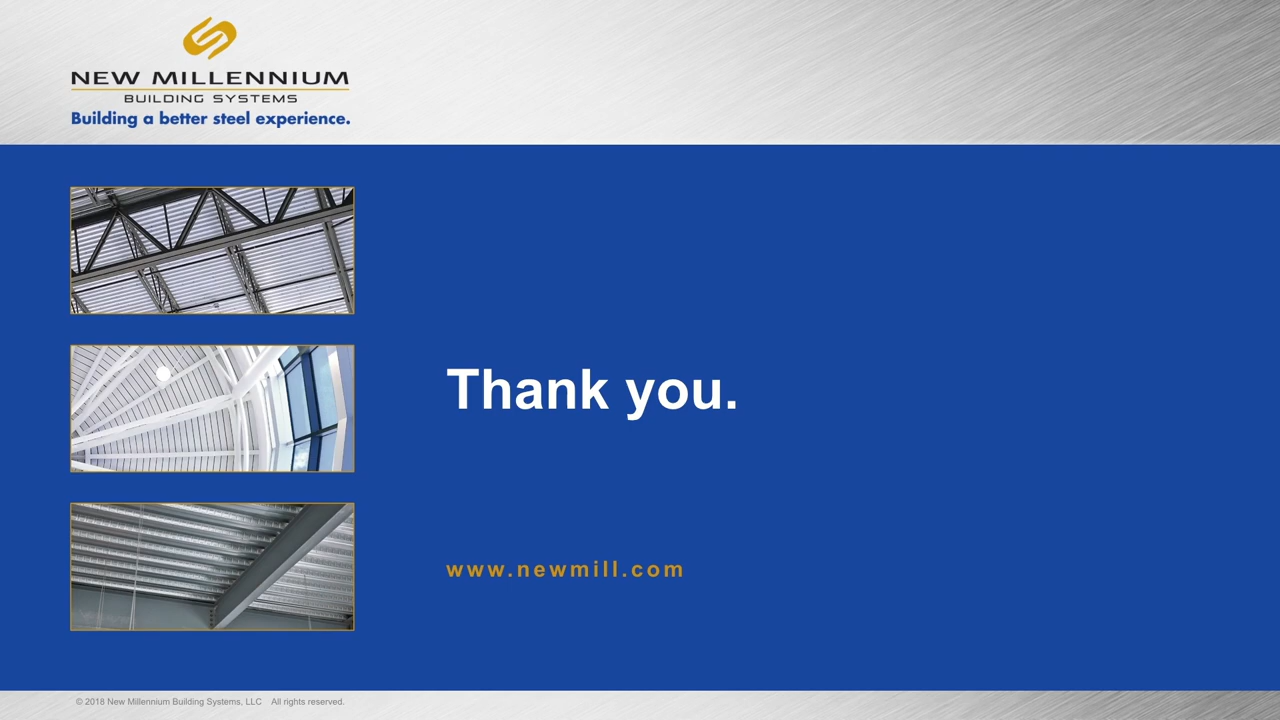 NEW MILLENNIUM
BUILDING SYSTEMS
Building a better steel experience.
Thank you.
www.newmill.com
© 2018 New Millennium Building Systems, LLC All rights reserved.